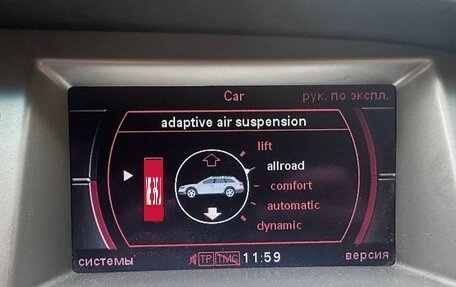 Car рук. по экспл.
adaptive air suspension
lift
allroad
comfort
automatic
dynamic
системы TP TMC 11:59 версия